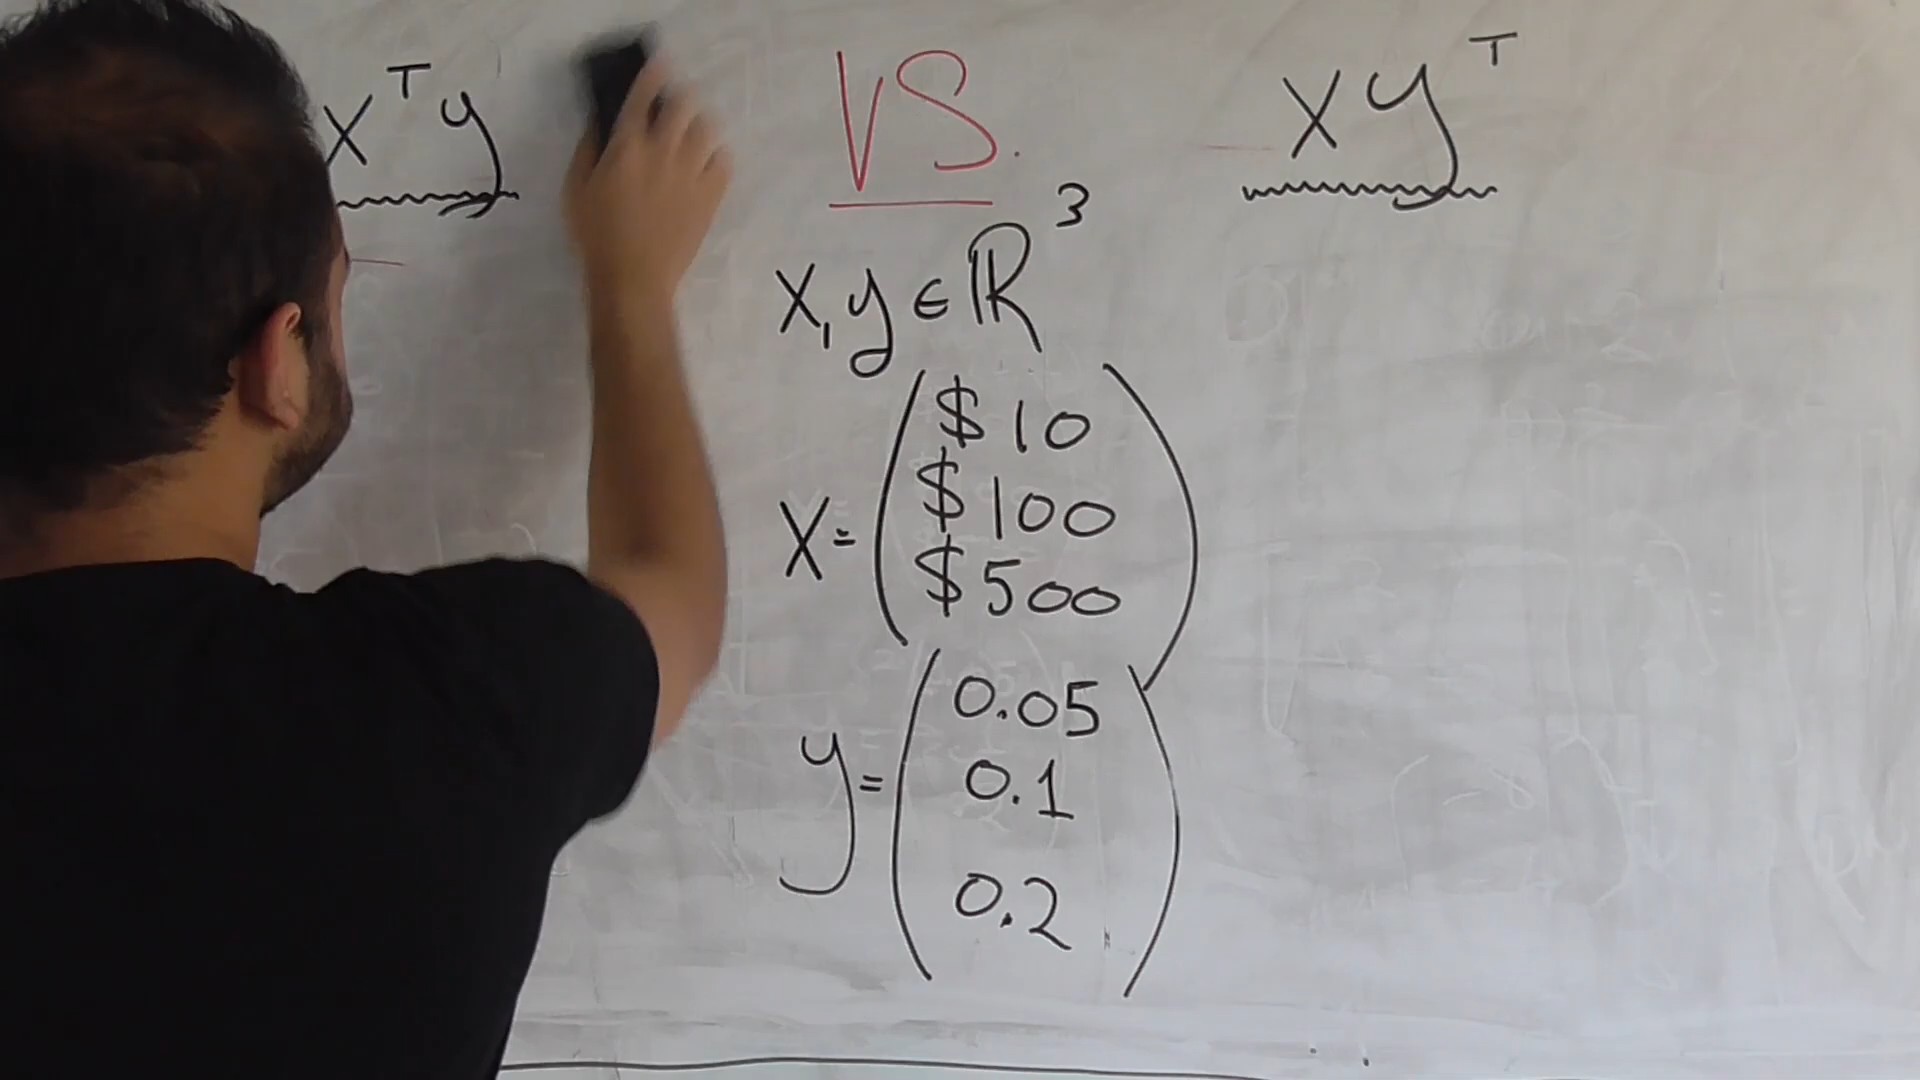 xᵀy VS. xyᵀ
x, y ∈ ℝ³
x = ($10
$100
$500)
y = (0.05
0.1
0.2)